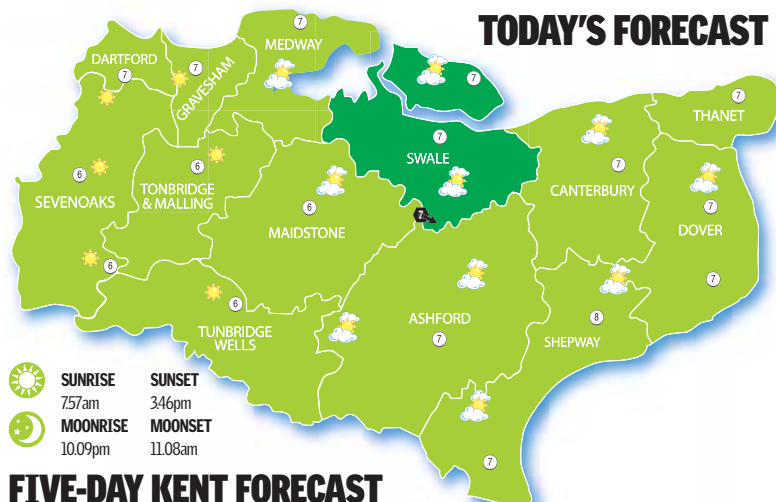 TODAY'S FORECAST
MEDWAY
7
DARTFORD
7
GRAVESHAM
7
7
THANET
7
SWALE
7
CANTERBURY
7
SEVENOAKS
6
6
TONBRIDGE
& MALLING
6
MAIDSTONE
6
7
DOVER
7
7
TUNBRIDGE
WELLS
6
ASHFORD
7
SHEPWAY
8
7
SUNRISE SUNSET
7.57am 3.46pm
MOONRISE MOONSET
10.09pm 11.08am
FIVE-DAY KENT FORECAST